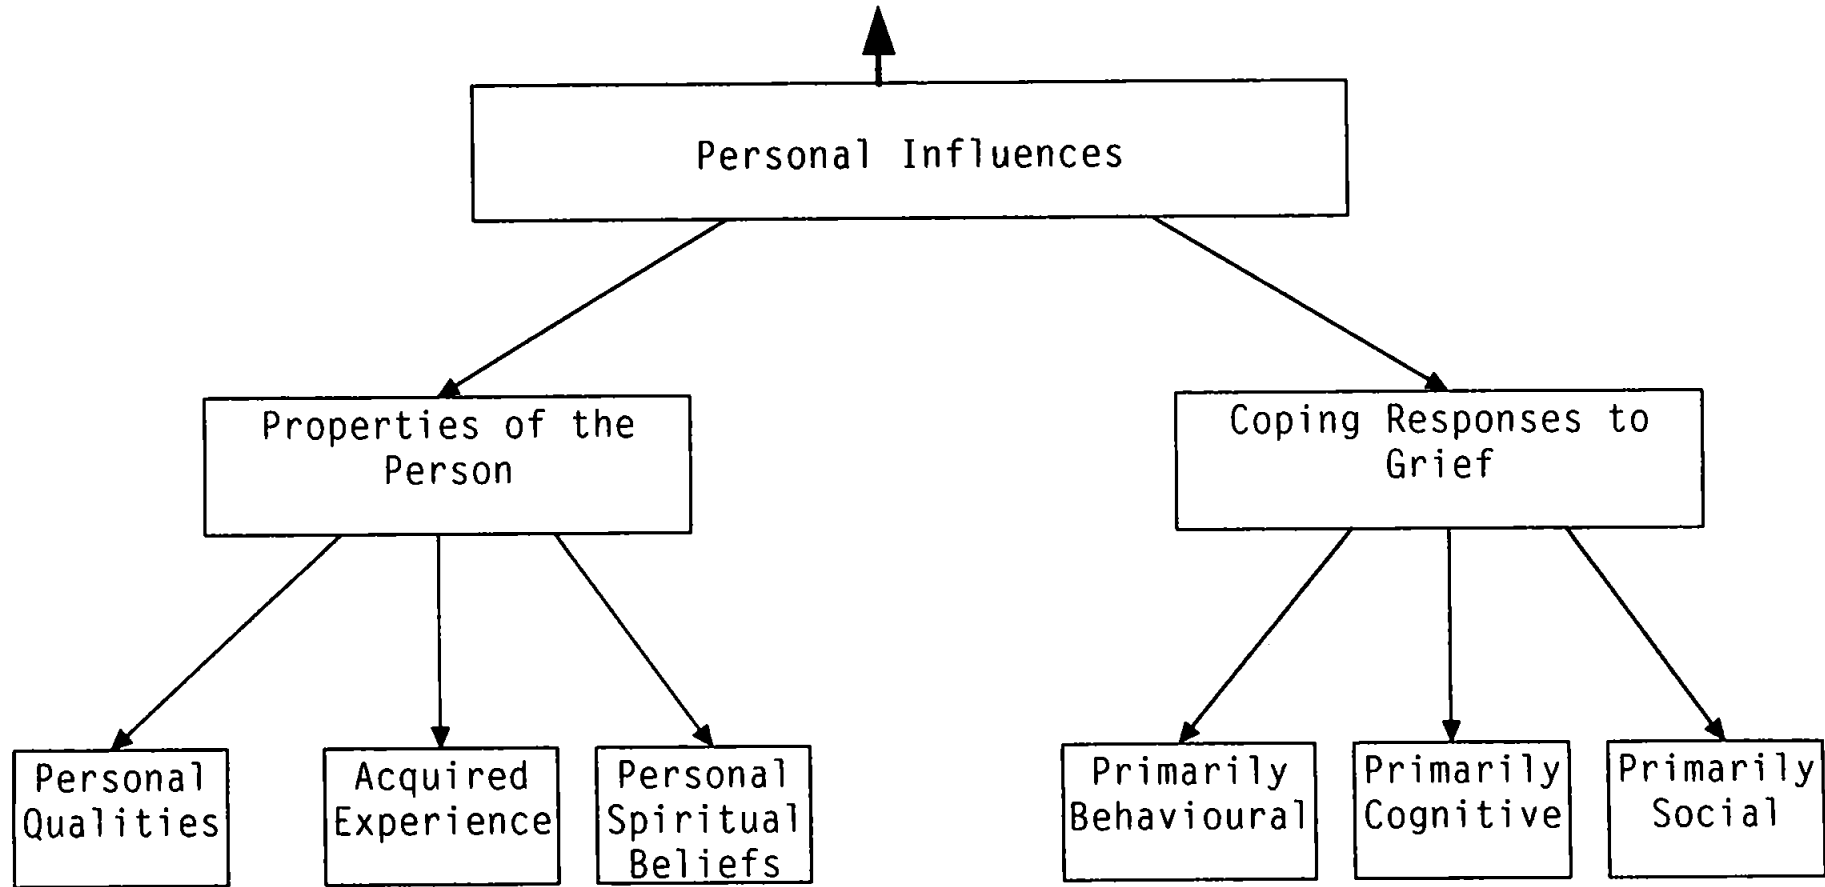 Personal Influences
Properties of the
Person
Coping Responses to
Grief
Personal
Qualities
Acquired
Experience
Personal
Spiritual
Beliefs
Primarily
Behavioural
Primarily
Cognitive
Primarily
Social